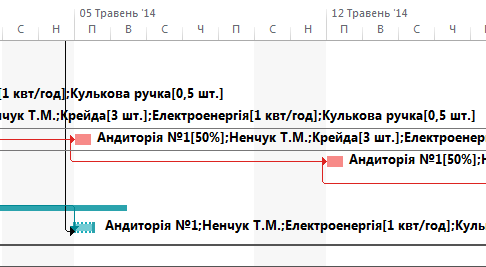 05 Травень '14 12 Травень '14
С Н П В С Ч П С Н П В С Ч
[1 квт/год];Кулькова ручка[0,5 шт.]
чук Т.М.;Крейда[3 шт.];Електроенергія[1 квт/год];Кулькова ручка[0,5 шт.]
Андиторія №1[50%];Ненчук Т.М.;Крейда[3 шт.];Електроенер
Андиторія №1[50%];Н
Андиторія №1;Ненчук Т.М.;Електроенергія[1 квт/год];Куль